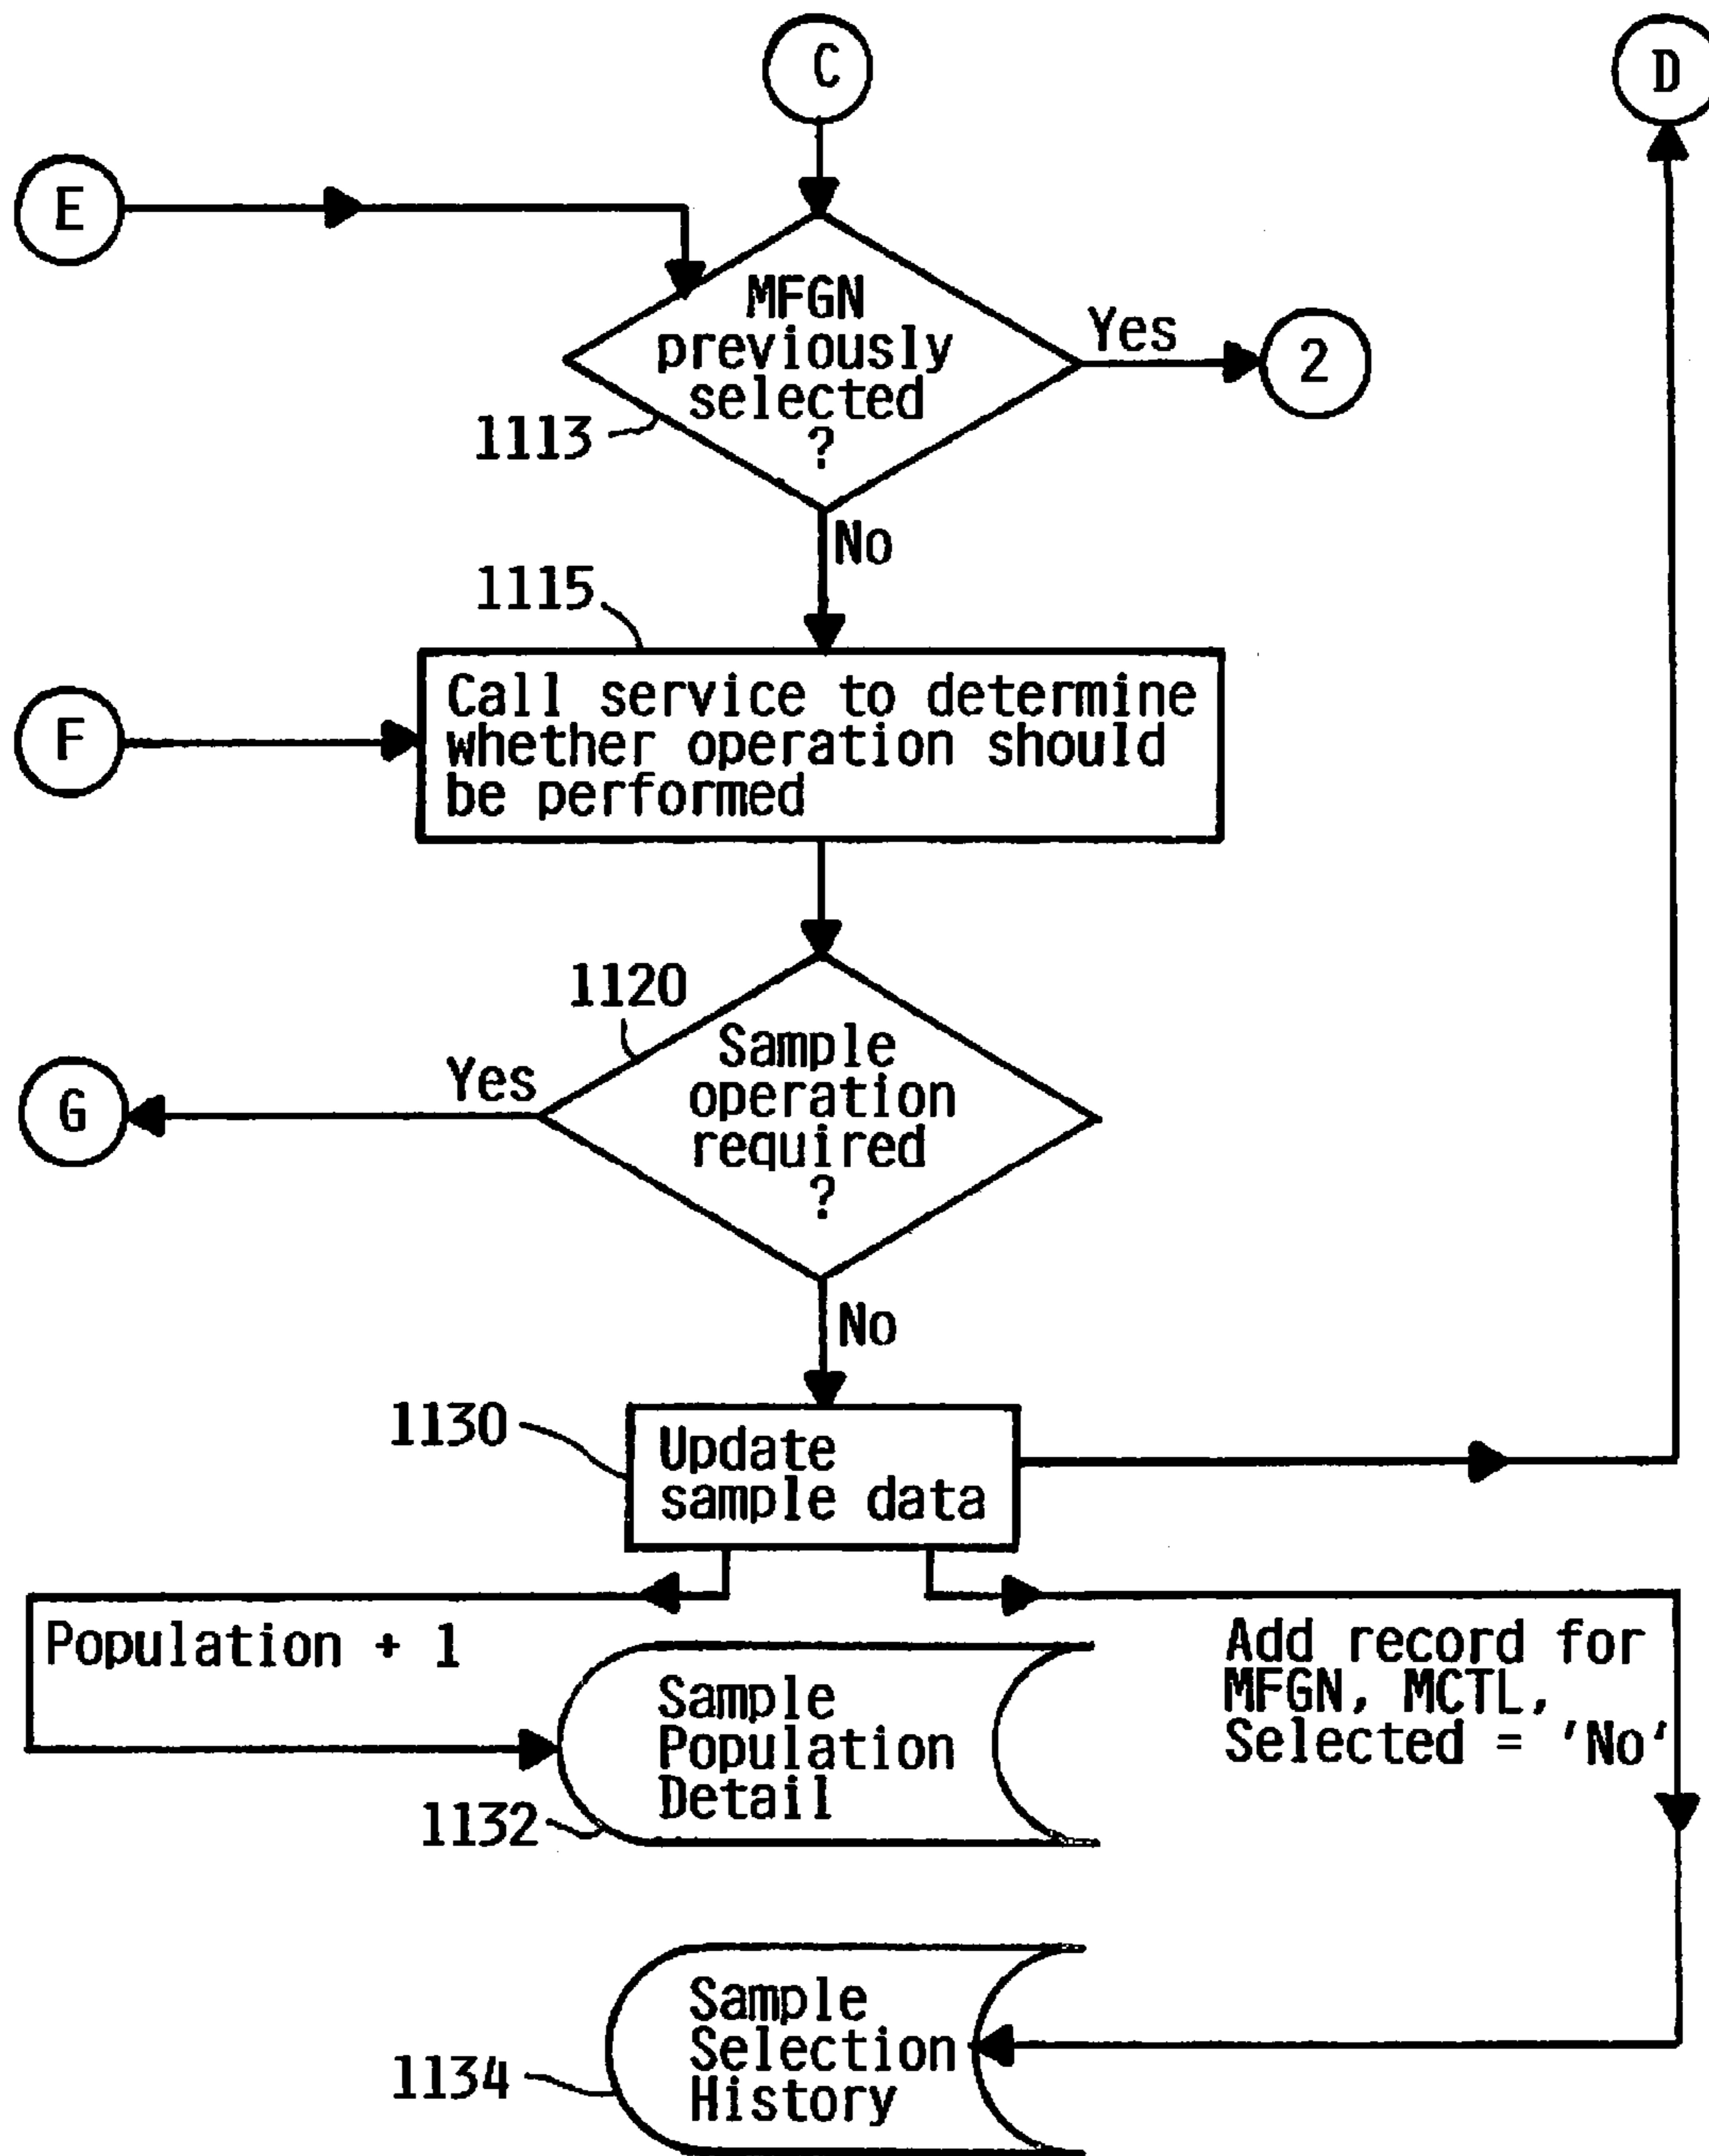 C
D
E
MFGN
previously
selected
?
Yes
2
1113
No
1115
Call service to determine
whether operation should
be performed
F
1120
Sample
operation
required
?
Yes
G
No
1130
Update
sample data
Population + 1
Add record for
MFGN, MCTL,
Selected = 'No'
Sample
Population
Detail
1132
Sample
Selection
History
1134